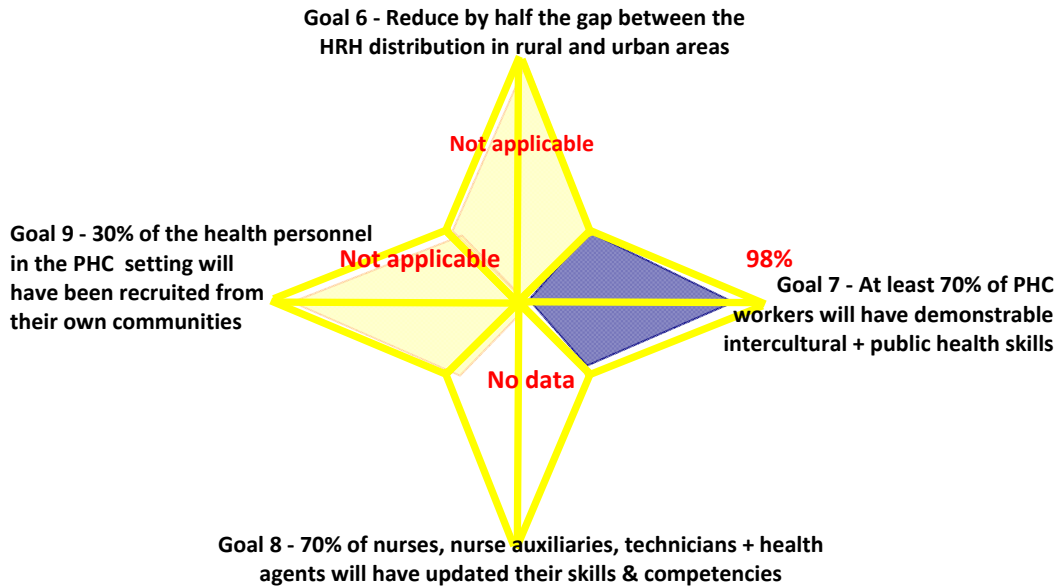 Goal 6 - Reduce by half the gap between the
HRH distribution in rural and urban areas
Not applicable
Goal 9 - 30% of the health personnel
in the PHC setting will
have been recruited from
their own communities
Not applicable
98%
Goal 7 - At least 70% of PHC
workers will have demonstrable
intercultural + public health skills
No data
Goal 8 - 70% of nurses, nurse auxiliaries, technicians + health
agents will have updated their skills & competencies